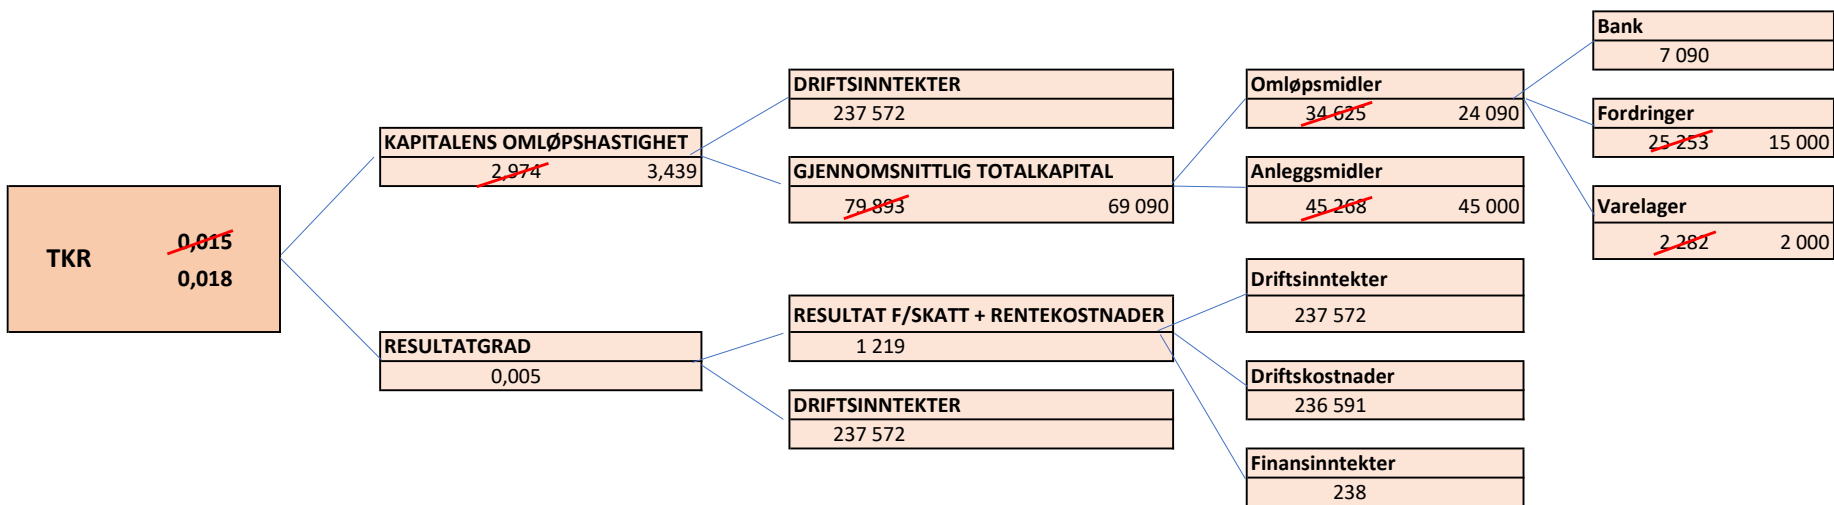 TKR
0,015
0,018
KAPITALENS OMLØPSHASTIGHET
2,974 3,439
RESULTATGRAD
0,005
DRIFTSINNTEKTER
237 572
GJENNOMSNITTLIG TOTALKAPITAL
79 893 69 090
RESULTAT F/SKATT + RENTEKOSTNADER
1 219
DRIFTSINNTEKTER
237 572
Omløpsmidler
34 625 24 090
Anleggsmidler
45 268 45 000
Driftsinntekter
237 572
Driftskostnader
236 591
Finansinntekter
238
Bank
7 090
Fordringer
25 253 15 000
Varelager
2 282 2 000